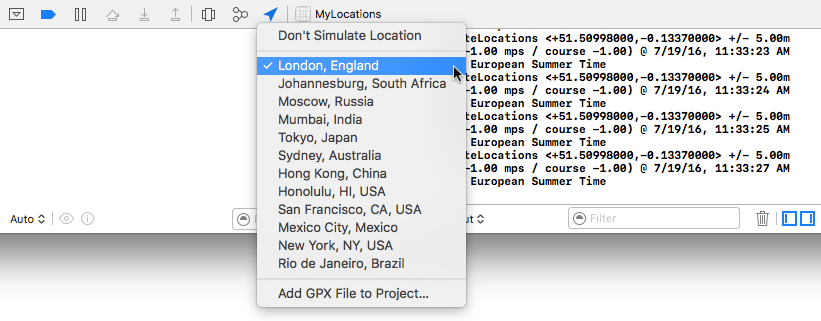 MyLocations
Don't Simulate Location
✓ London, England
Johannesburg, South Africa
Moscow, Russia
Mumbai, India
Tokyo, Japan
Sydney, Australia
Hong Kong, China
Honolulu, HI, USA
San Francisco, CA, USA
Mexico City, Mexico
New York, NY, USA
Rio de Janeiro, Brazil
Add GPX File to Project...
European Summer Time
teLocations <+51.50998000,-0.13370000> +/- 5.00m
-1.00 mps / course -1.00) @ 7/19/16, 11:33:23 AM
European Summer Time
teLocations <+51.50998000,-0.13370000> +/- 5.00m
-1.00 mps / course -1.00) @ 7/19/16, 11:33:24 AM
European Summer Time
teLocations <+51.50998000,-0.13370000> +/- 5.00m
-1.00 mps / course -1.00) @ 7/19/16, 11:33:25 AM
European Summer Time
teLocations <+51.50998000,-0.13370000> +/- 5.00m
-1.00 mps / course -1.00) @ 7/19/16, 11:33:27 AM
European Summer Time
Auto
Filter